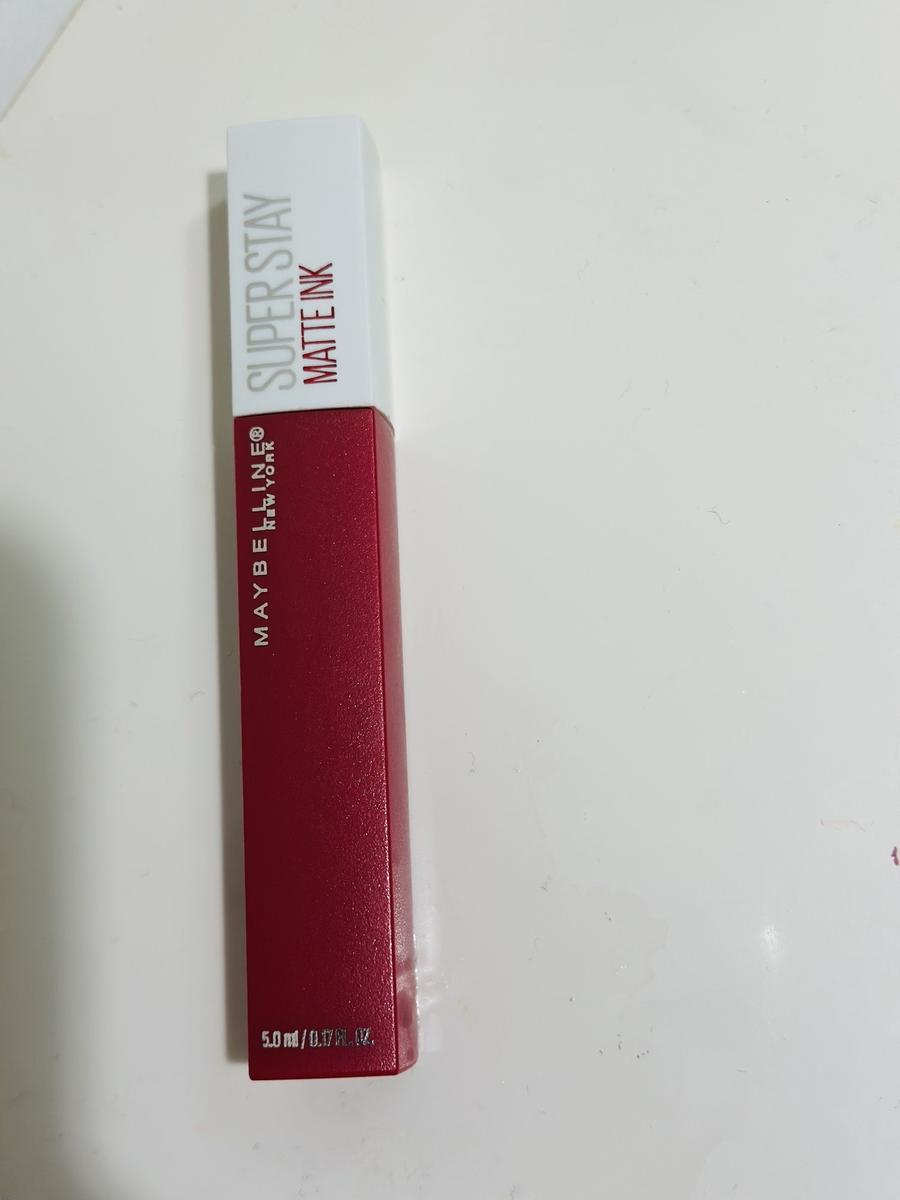 SUPER STAY
MATTE INK
MAYBELLINE®
NEW YORK
5.0 ml / 0.17 FL. OZ.